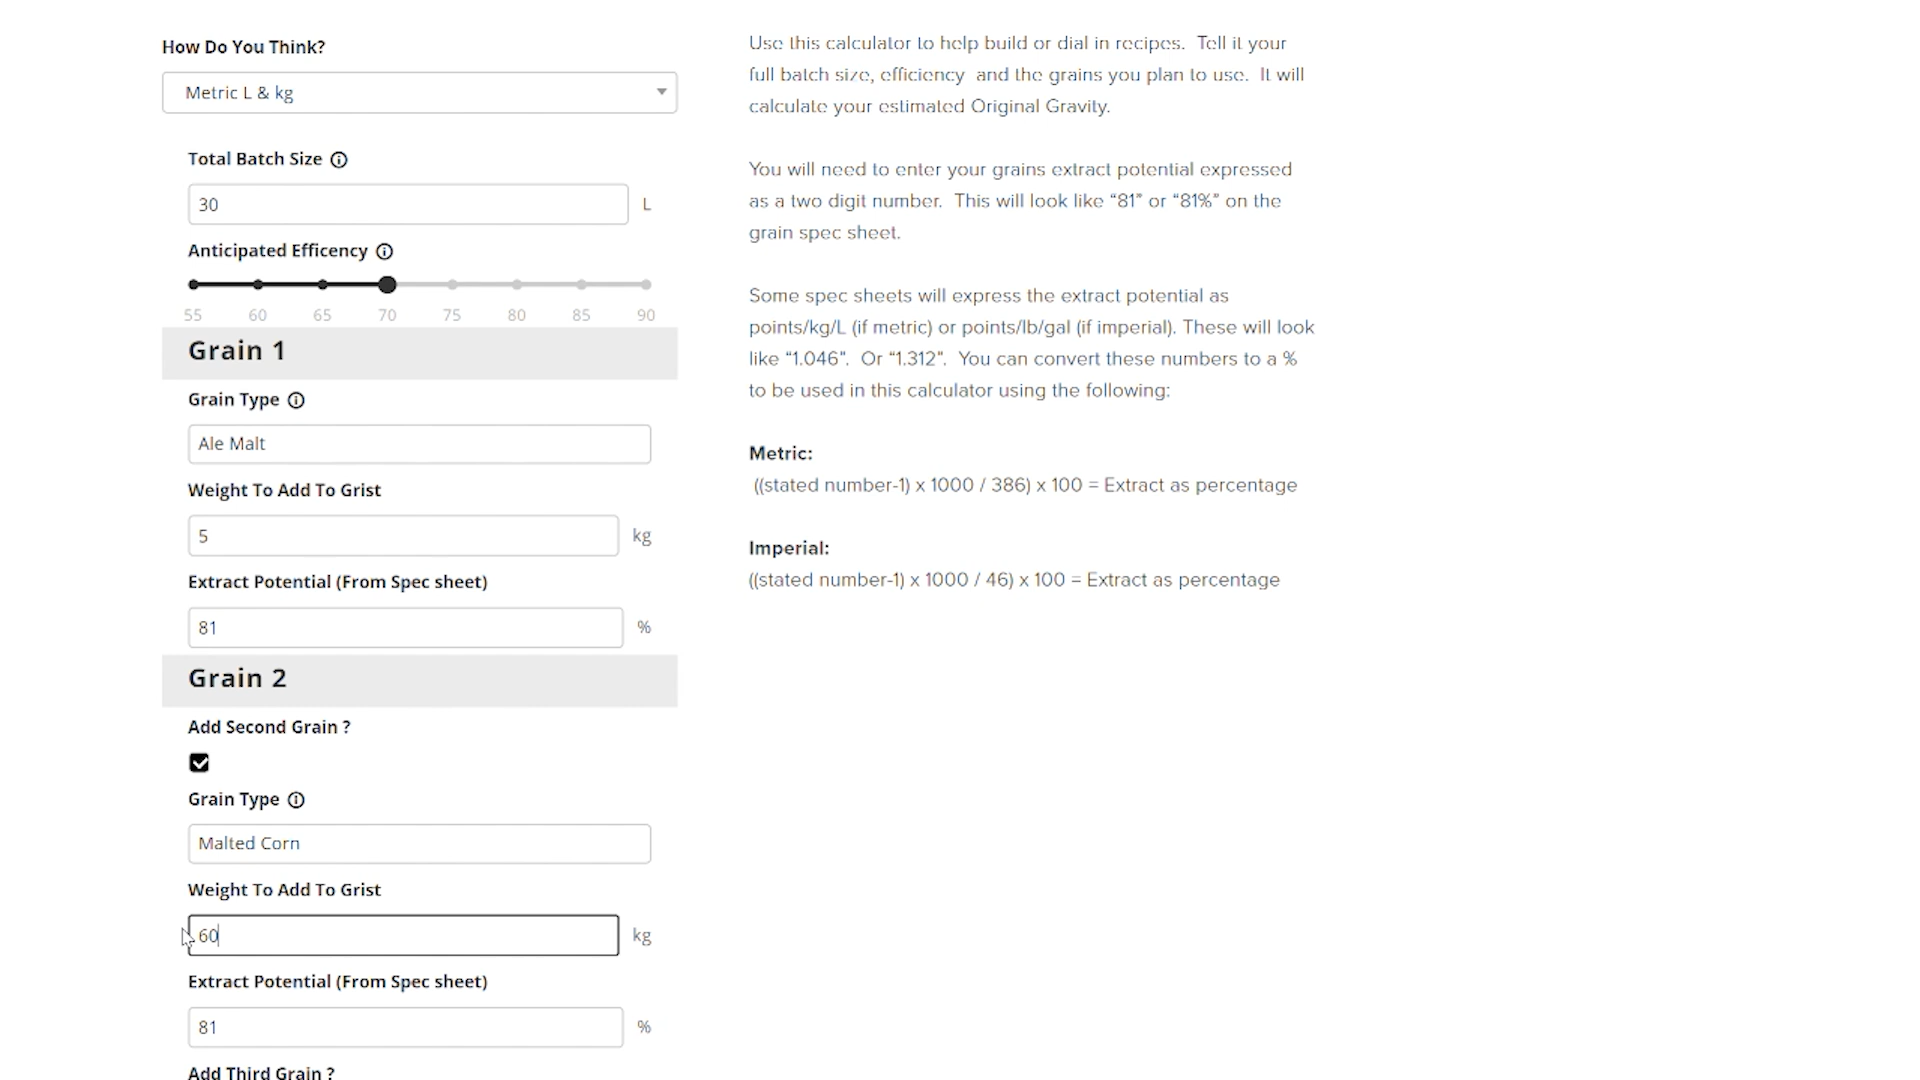 How Do You Think?
Metric L & kg
Total Batch Size
30 L
Anticipated Efficency
55 60 65 70 75 80 85 90
Grain 1
Grain Type
Ale Malt
Weight To Add To Grist
5 kg
Extract Potential (From Spec sheet)
81 %
Grain 2
Add Second Grain ?
Grain Type
Malted Corn
Weight To Add To Grist
60 kg
Extract Potential (From Spec sheet)
81 %
Add Third Grain ?
Use this calculator to help build or dial in recipes. Tell it your
full batch size, efficiency and the grains you plan to use. It will
calculate your estimated Original Gravity.
You will need to enter your grains extract potential expressed
as a two digit number. This will look like “81” or “81%” on the
grain spec sheet.
Some spec sheets will express the extract potential as
points/kg/L (if metric) or points/lb/gal (if imperial). These will look
like “1.046”. Or “1.312”. You can convert these numbers to a %
to be used in this calculator using the following:
Metric:
((stated number-1) x 1000 / 386) x 100 = Extract as percentage
Imperial:
((stated number-1) x 1000 / 46) x 100 = Extract as percentage